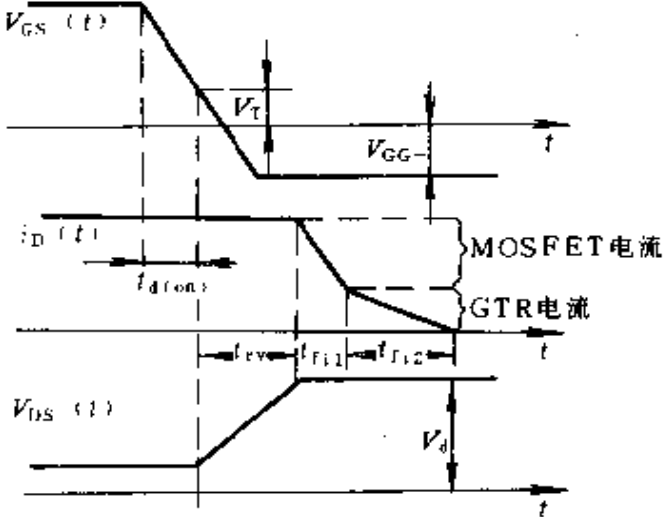 V_GS (t)
V_T
V_GG-
t
i_D (t)
t_d(on)
MOSFET电流
GTR电流
t_rv
t_fi1
t_fi2
t
V_DS (t)
V_d
t